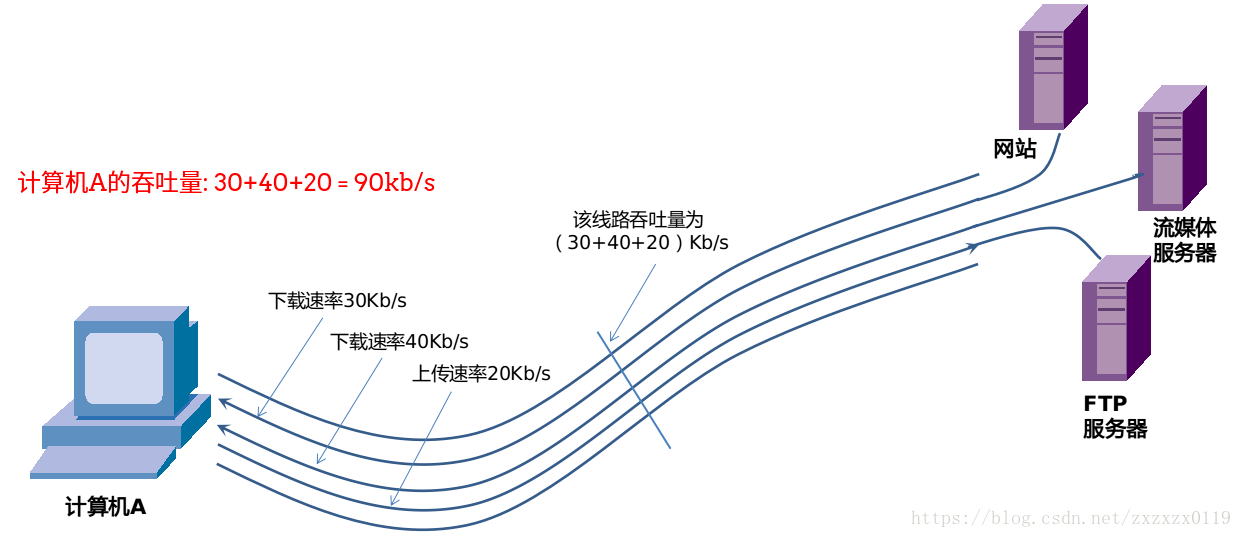 网站
计算机A的吞吐量: 30+40+20 = 90kb/s
该线路吞吐量为
（30+40+20）Kb/s
流媒体
服务器
下载速率30Kb/s
下载速率40Kb/s
上传速率20Kb/s
FTP
服务器
计算机A
https://blog.csdn.net/zxzxzx0119